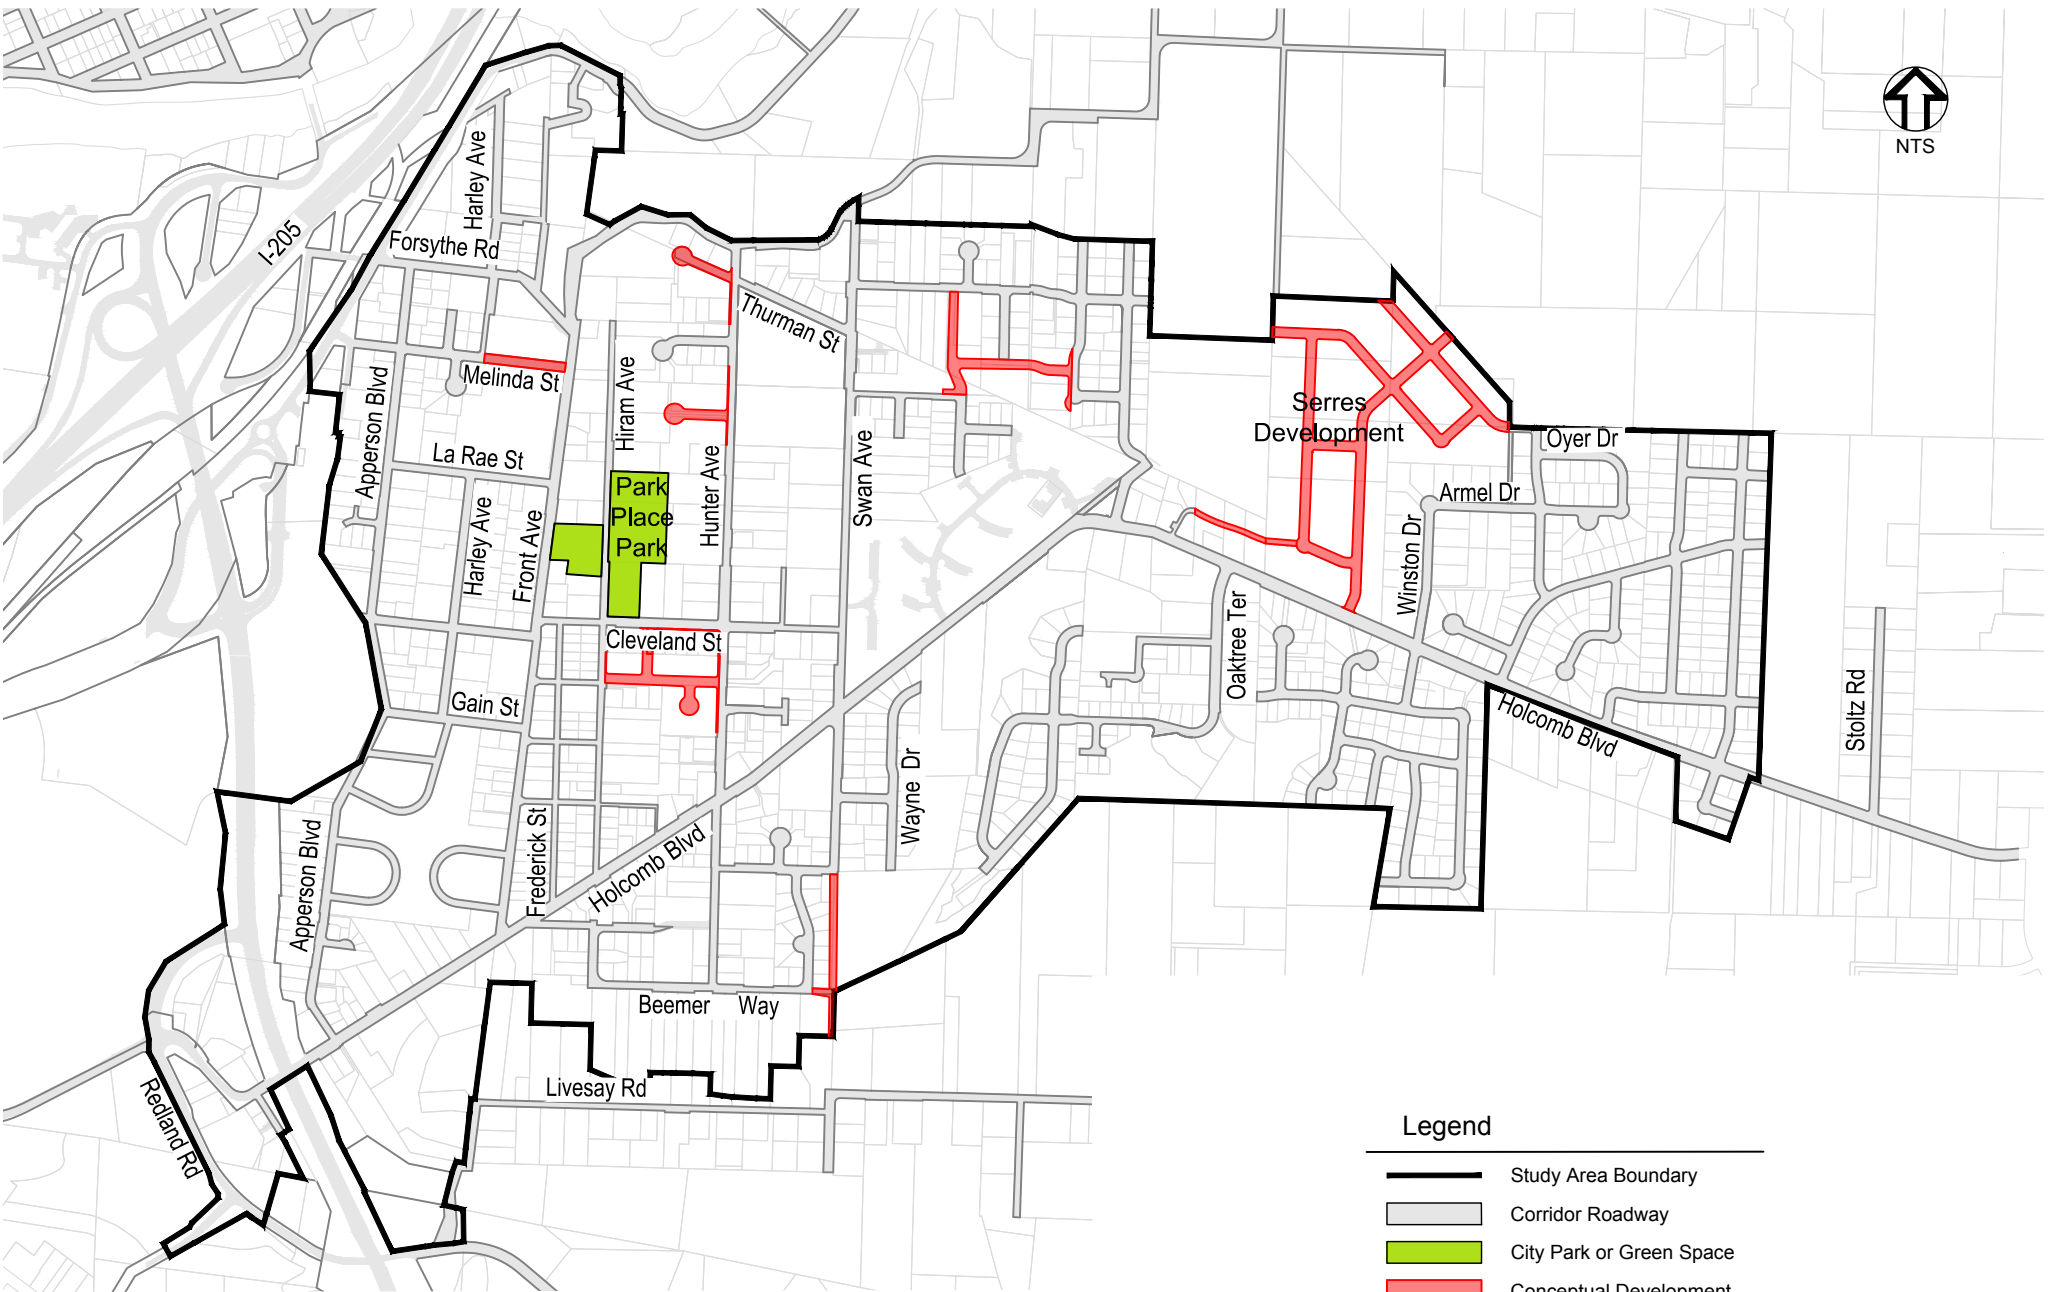 NTS
Harley Ave
I-205
Forsythe Rd
Thurman St
Melinda St
Hiram Ave
Apperson Blvd
Serres
Development
Oyer Dr
La Rae St
Swan Ave
Hunter Ave
Park
Place
Park
Armel Dr
Harley Ave
Front Ave
Winston Dr
Cleveland St
Oaktree Ter
Gain St
Holcomb Blvd
Stoltz Rd
Wayne Dr
Frederick St
Holcomb Blvd
Apperson Blvd
Beemer Way
Livesay Rd
Redland Rd
Legend
Study Area Boundary
Corridor Roadway
City Park or Green Space
Conceptual Development